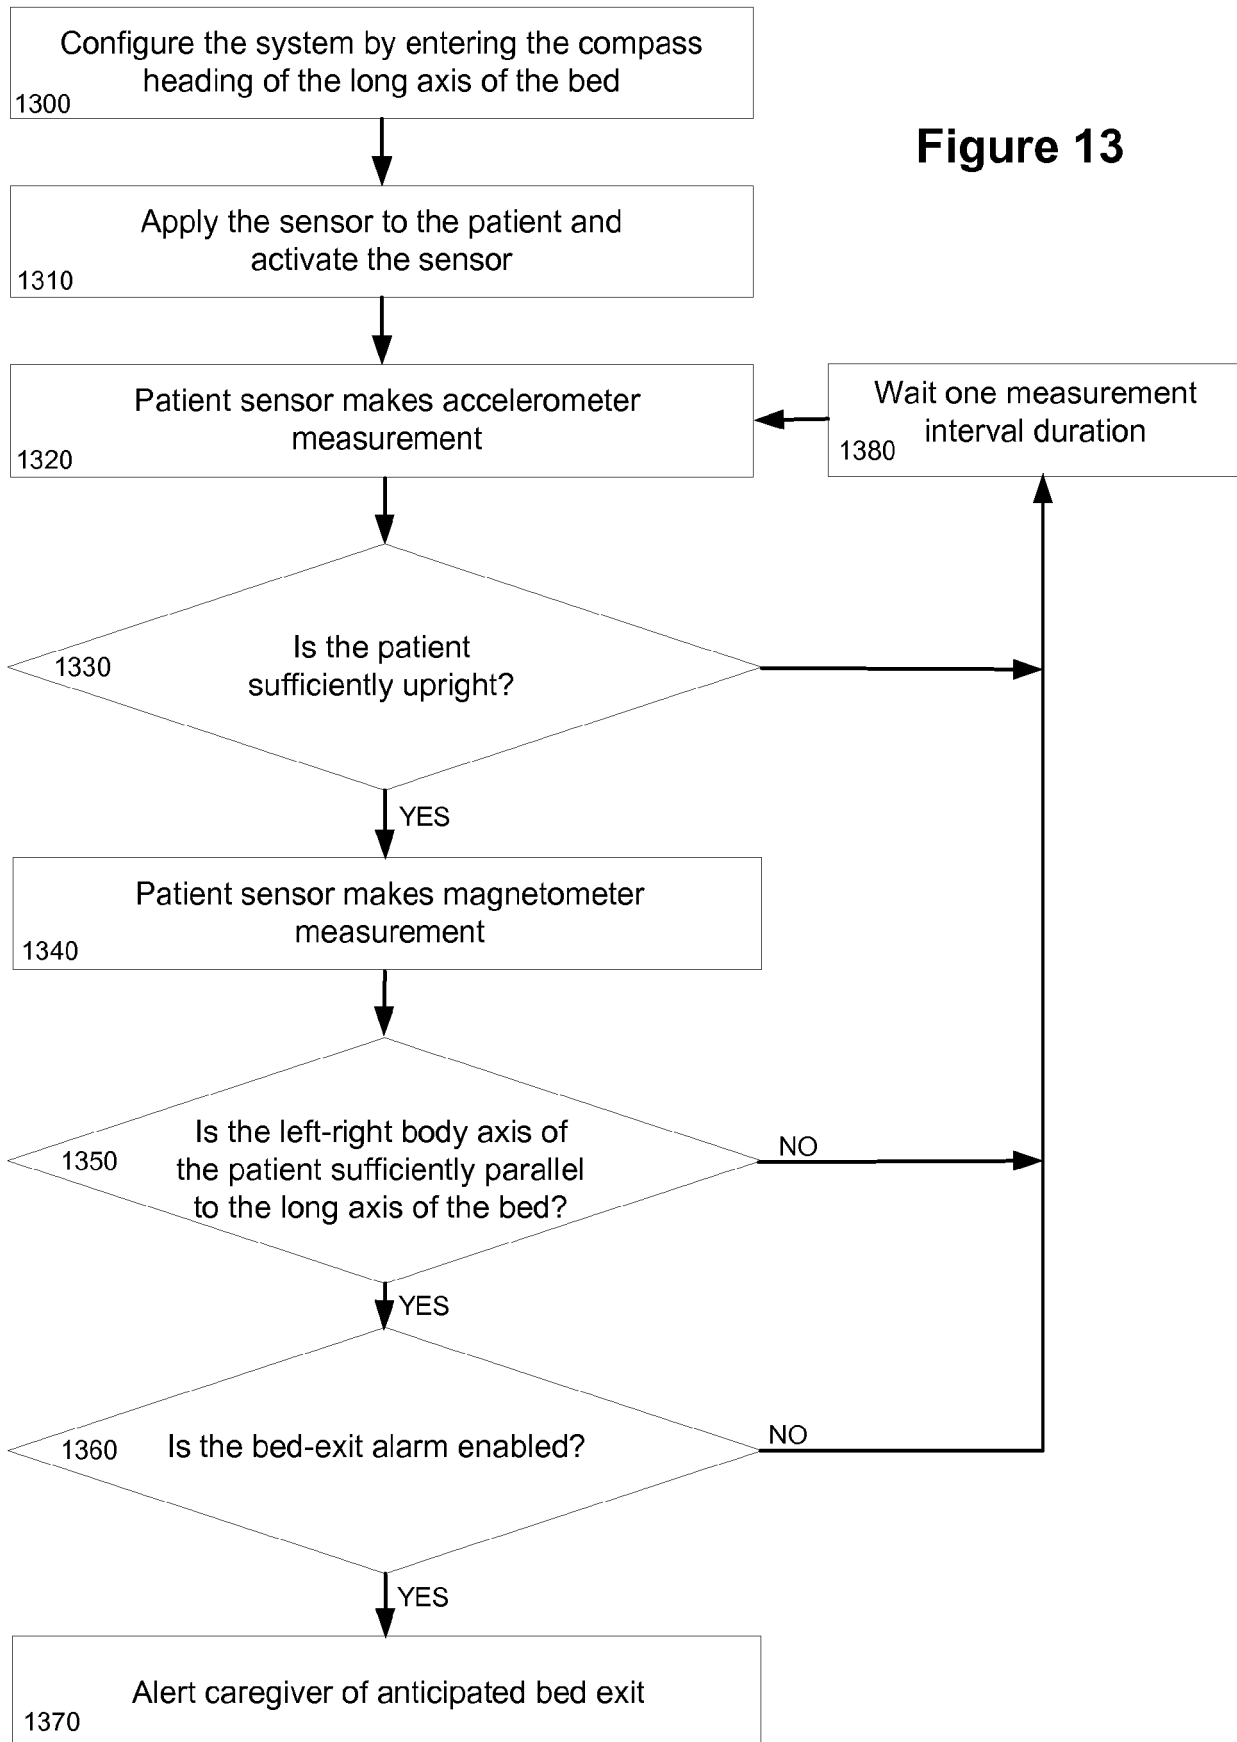 Configure the system by entering the compass
heading of the long axis of the bed
1300
Figure 13
Apply the sensor to the patient and
activate the sensor
1310
Patient sensor makes accelerometer
measurement
1320
Wait one measurement
interval duration
1380
Is the patient
sufficiently upright?
1330
YES
Patient sensor makes magnetometer
measurement
1340
Is the left-right body axis of
the patient sufficiently parallel
to the long axis of the bed?
1350
NO
YES
Is the bed-exit alarm enabled?
1360
NO
YES
Alert caregiver of anticipated bed exit
1370